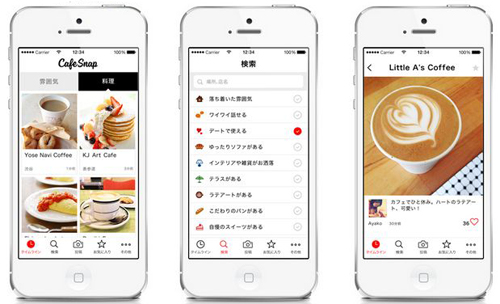 Carrier 12:34 100%
CafeSnap
雰囲気 料理
Yose Navi Coffee
KJ Art Cafe
タイムライン 検索 投稿 お気に入り その他
Carrier 12:34 100%
検索
場所、店名
落ち着いた雰囲気
ワイワイ話せる
デートで使える
ゆったりソファがある
インテリアや雑貨がお洒落
テラスがある
ラテアートがある
こだわりのパンがある
自慢のスイーツがある
タイムライン 検索 投稿 お気に入り その他
Carrier 12:34 100%
Little A's Coffee
カフェでひと休み。ハートのラテアート、可愛い！
Ayaka 30分前
36
タイムライン 検索 投稿 お気に入り その他